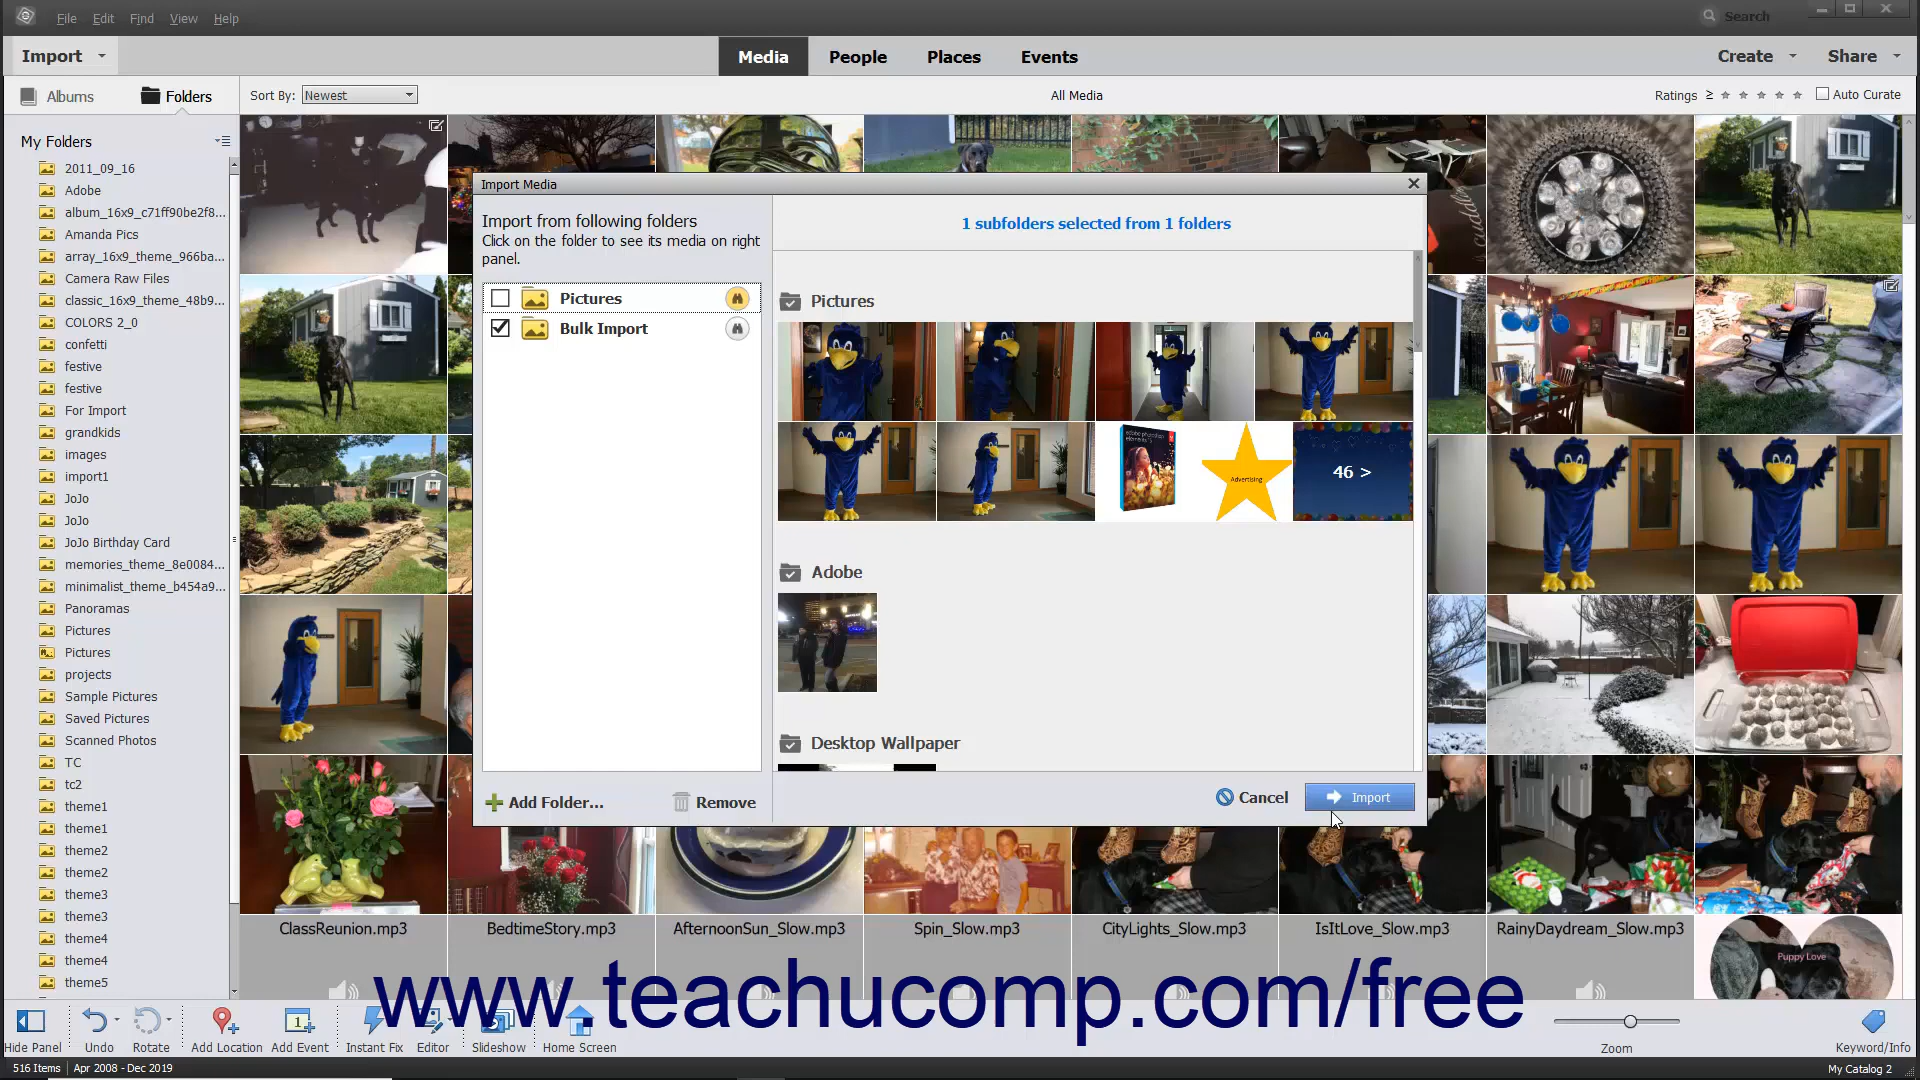 File Edit Find View Help
Search
Import
Media People Places Events
Create Share
Albums Folders
Sort By: Newest
All Media
Ratings ≥
Auto Curate
My Folders
2011_09_16
Adobe
album_16x9_c71ff90be2f8...
Amanda Pics
array_16x9_theme_966ba...
Camera Raw Files
classic_16x9_theme_48b9...
COLORS 2_0
confetti
festive
festive
For Import
grandkids
images
import1
JoJo
JoJo
JoJo Birthday Card
memories_theme_8e0084...
minimalist_theme_b454a9...
Panoramas
Pictures
Pictures
projects
Sample Pictures
Saved Pictures
Scanned Photos
TC
tc2
theme1
theme1
theme2
theme2
theme3
theme3
theme4
theme4
theme5
Import Media
Import from following folders
Click on the folder to see its media on right
panel.
Pictures
Bulk Import
Add Folder...
Remove
1 subfolders selected from 1 folders
Pictures
Advertising
46 >
Adobe
Desktop Wallpaper
Cancel
Import
ClassReunion.mp3
BedtimeStory.mp3
AfternoonSun_Slow.mp3
Spin_Slow.mp3
CityLights_Slow.mp3
IsItLove_Slow.mp3
RainyDaydream_Slow.mp3
Puppy Love
www.teachucomp.com/free
Hide Panel
Undo
Rotate
Add Location
Add Event
Instant Fix
Editor
Slideshow
Home Screen
Zoom
Keyword/Info
516 Items
Apr 2008 - Dec 2019
My Catalog 2